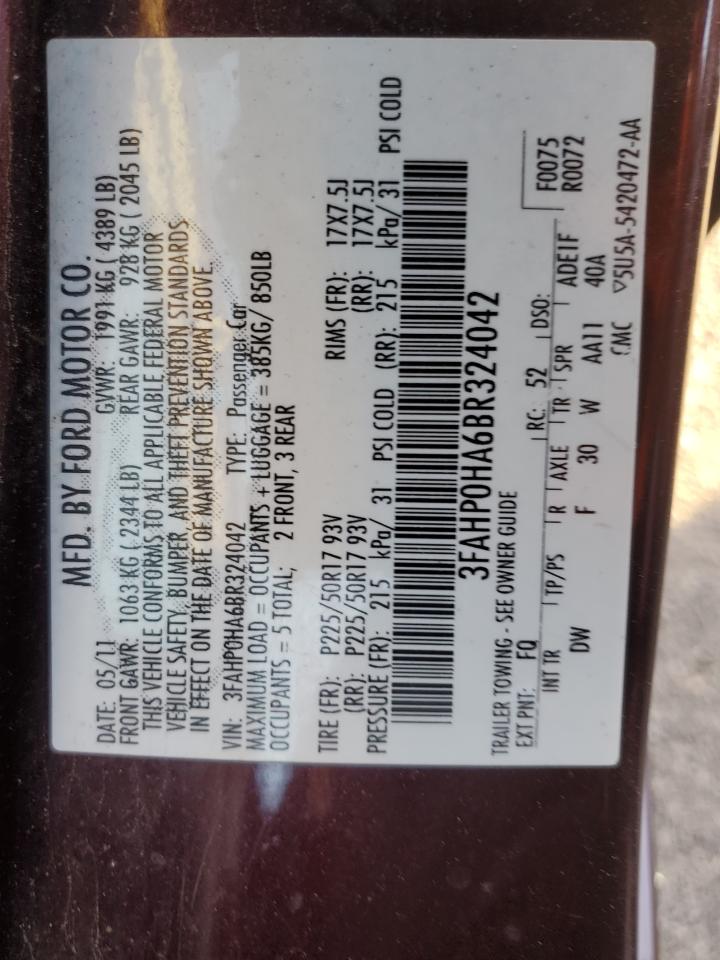 MFD. BY FORD MOTOR CO.
DATE: 05/11 GVWR: 1991 KG ( 4389 LB)
FRONT GAWR: 1063 KG ( 2344 LB) REAR GAWR: 928 KG ( 2045 LB)
THIS VEHICLE CONFORMS TO ALL APPLICABLE FEDERAL MOTOR
VEHICLE SAFETY, BUMPER, AND THEFT PREVENTION STANDARDS
IN EFFECT ON THE DATE OF MANUFACTURE SHOWN ABOVE.
VIN: 3FAHP0HA6BR324042 TYPE: Passenger Car
MAXIMUM LOAD = OCCUPANTS + LUGGAGE = 385KG/ 850LB
OCCUPANTS = 5 TOTAL; 2 FRONT, 3 REAR
TIRE (FR): P225/50R17 93V RIMS (FR): 17X7.5J
(RR): P225/50R17 93V (RR): 17X7.5J
PRESSURE (FR): 215 kPa/ 31 PSI COLD (RR): 215 kPa/ 31 PSI COLD
3FAHP0HA6BR324042
TRAILER TOWING - SEE OWNER GUIDE
F0075
EXT PNT: FQ RC: 52 DSO: R0072
INT TR TP/PS R AXLE TR SPR ADE1F
DW F 30 W AA11 40A
CMC ▽5U5A-5420472-AA